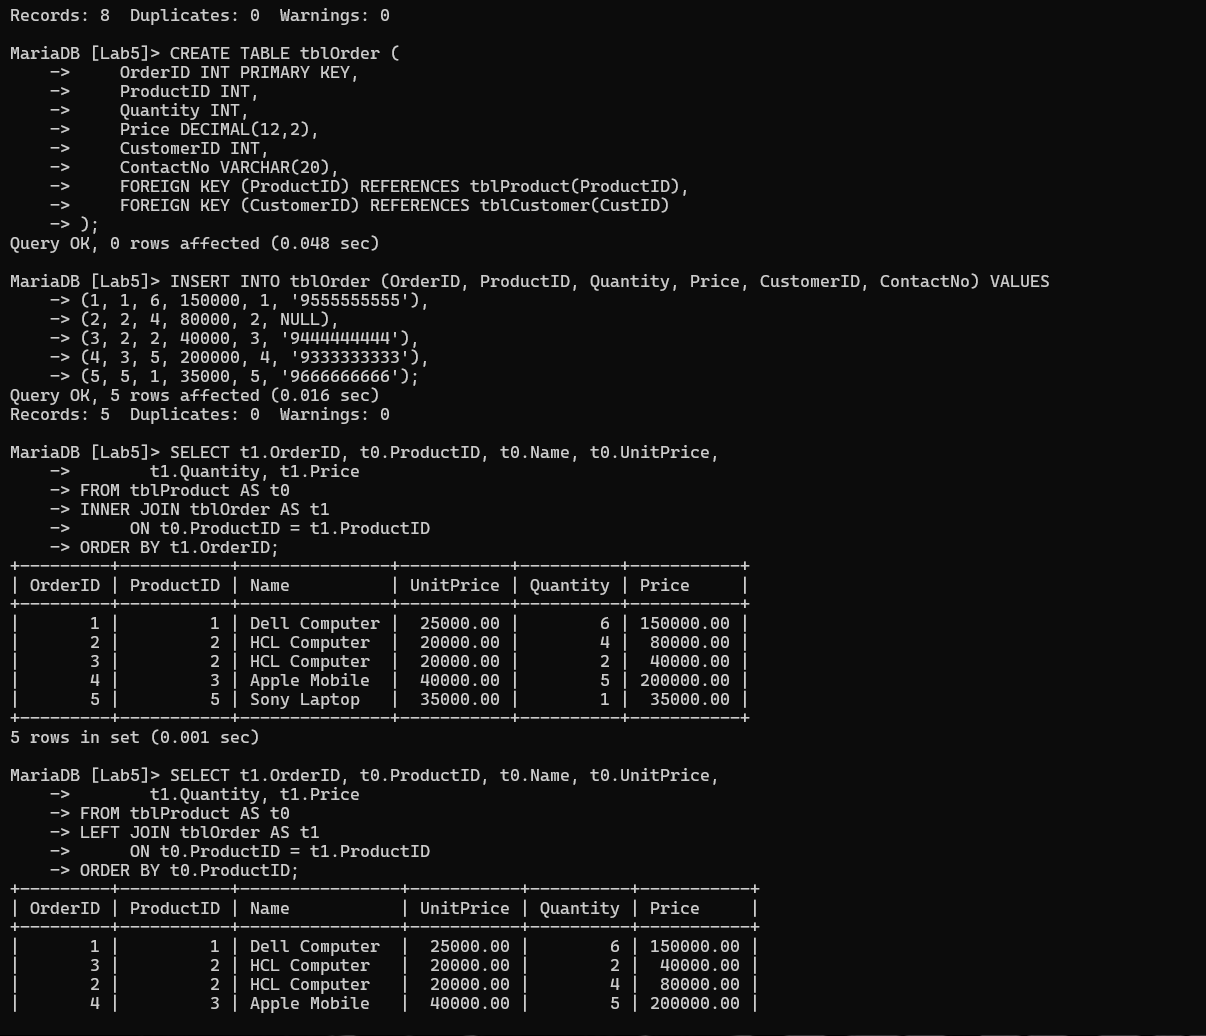 Records: 8  Duplicates: 0  Warnings: 0
MariaDB [Lab5]> CREATE TABLE tblOrder (
    ->     OrderID INT PRIMARY KEY,
    ->     ProductID INT,
    ->     Quantity INT,
    ->     Price DECIMAL(12,2),
    ->     CustomerID INT,
    ->     ContactNo VARCHAR(20),
    ->     FOREIGN KEY (ProductID) REFERENCES tblProduct(ProductID),
    ->     FOREIGN KEY (CustomerID) REFERENCES tblCustomer(CustID)
    -> );
Query OK, 0 rows affected (0.048 sec)
MariaDB [Lab5]> INSERT INTO tblOrder (OrderID, ProductID, Quantity, Price, CustomerID, ContactNo) VALUES
    -> (1, 1, 6, 150000, 1, '9555555555'),
    -> (2, 2, 4, 80000, 2, NULL),
    -> (3, 2, 2, 40000, 3, '9444444444'),
    -> (4, 3, 5, 200000, 4, '9333333333'),
    -> (5, 5, 1, 35000, 5, '9666666666');
Query OK, 5 rows affected (0.016 sec)
Records: 5  Duplicates: 0  Warnings: 0
MariaDB [Lab5]> SELECT t1.OrderID, t0.ProductID, t0.Name, t0.UnitPrice,
    ->        t1.Quantity, t1.Price
    -> FROM tblProduct AS t0
    -> INNER JOIN tblOrder AS t1
    ->      ON t0.ProductID = t1.ProductID
    -> ORDER BY t1.OrderID;
+---------+-----------+---------------+-----------+----------+-----------+
| OrderID | ProductID | Name          | UnitPrice | Quantity | Price     |
+---------+-----------+---------------+-----------+----------+-----------+
|       1 |         1 | Dell Computer |  25000.00 |        6 | 150000.00 |
|       2 |         2 | HCL Computer  |  20000.00 |        4 |  80000.00 |
|       3 |         2 | HCL Computer  |  20000.00 |        2 |  40000.00 |
|       4 |         3 | Apple Mobile  |  40000.00 |        5 | 200000.00 |
|       5 |         5 | Sony Laptop   |  35000.00 |        1 |  35000.00 |
+---------+-----------+---------------+-----------+----------+-----------+
5 rows in set (0.001 sec)
MariaDB [Lab5]> SELECT t1.OrderID, t0.ProductID, t0.Name, t0.UnitPrice,
    ->        t1.Quantity, t1.Price
    -> FROM tblProduct AS t0
    -> LEFT JOIN tblOrder AS t1
    ->      ON t0.ProductID = t1.ProductID
    -> ORDER BY t0.ProductID;
+---------+-----------+----------------+-----------+----------+-----------+
| OrderID | ProductID | Name           | UnitPrice | Quantity | Price     |
+---------+-----------+----------------+-----------+----------+-----------+
|       1 |         1 | Dell Computer  |  25000.00 |        6 | 150000.00 |
|       3 |         2 | HCL Computer   |  20000.00 |        2 |  40000.00 |
|       2 |         2 | HCL Computer   |  20000.00 |        4 |  80000.00 |
|       4 |         3 | Apple Mobile   |  40000.00 |        5 | 200000.00 |